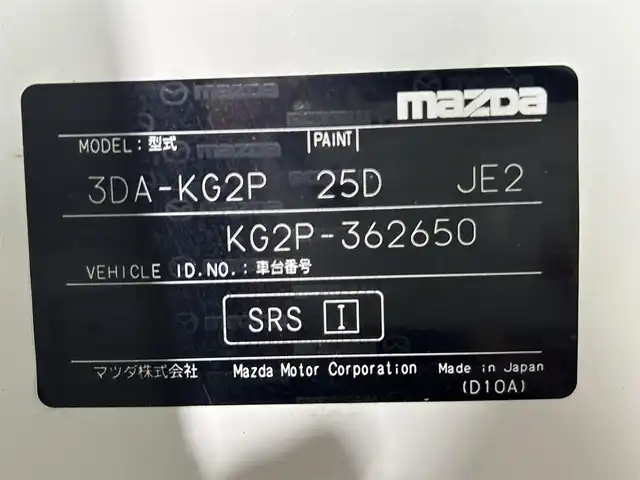 mazda
MODEL：型式 PAINT
3DA-KG2P 25D JE2
KG2P-362650
VEHICLE ID.NO.：車台番号
SRS I
マツダ株式会社 Mazda Motor Corporation Made in Japan
(D10A)